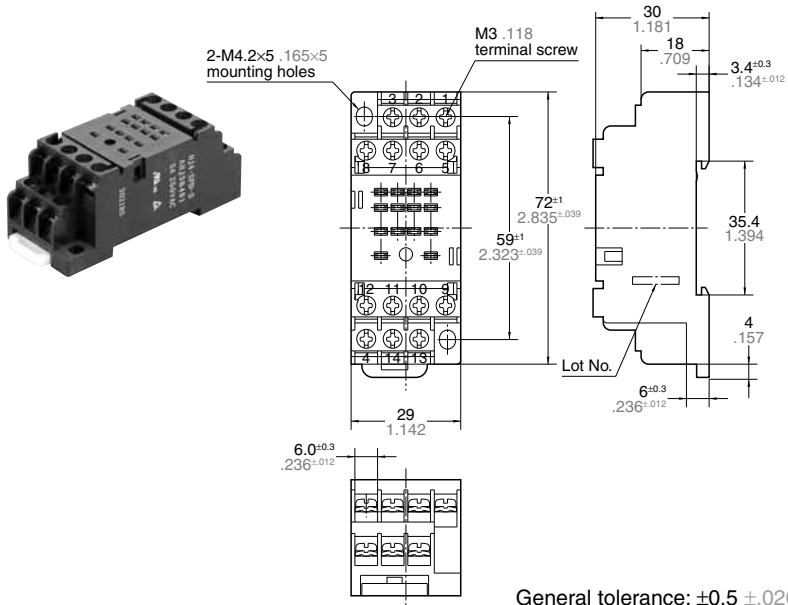 30
1.181
18
.709
3.4±0.3
.134±.012
M3 .118
terminal screw
2-M4.2×5 .165×5
mounting holes
3 2 1
8 7 6 5
72±1
2.835±.039
59±1
2.323±.039
35.4
1.394
12 11 10 9
4 14 13
4
.157
Lot No.
6±0.3
.236±.012
29
1.142
6.0±0.3
.236±.012
General tolerance: ±0.5